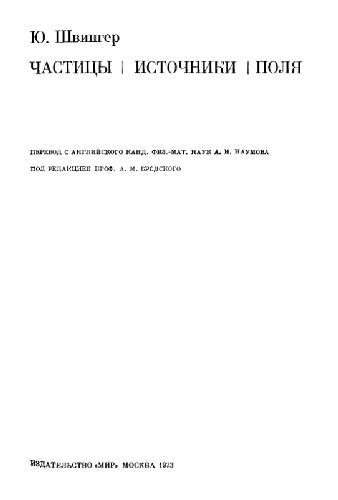 Ю. Швингер
ЧАСТИЦЫ | ИСТОЧНИКИ | ПОЛЯ
ПЕРЕВОД С АНГЛИЙСКОГО КАНД. ФИЗ.-МАТ. НАУК А. И. НАУМОВА
ПОД РЕДАКЦИЕЙ ПРОФ. А. М. БРОДСКОГО
ИЗДАТЕЛЬСТВО «МИР» МОСКВА 1973